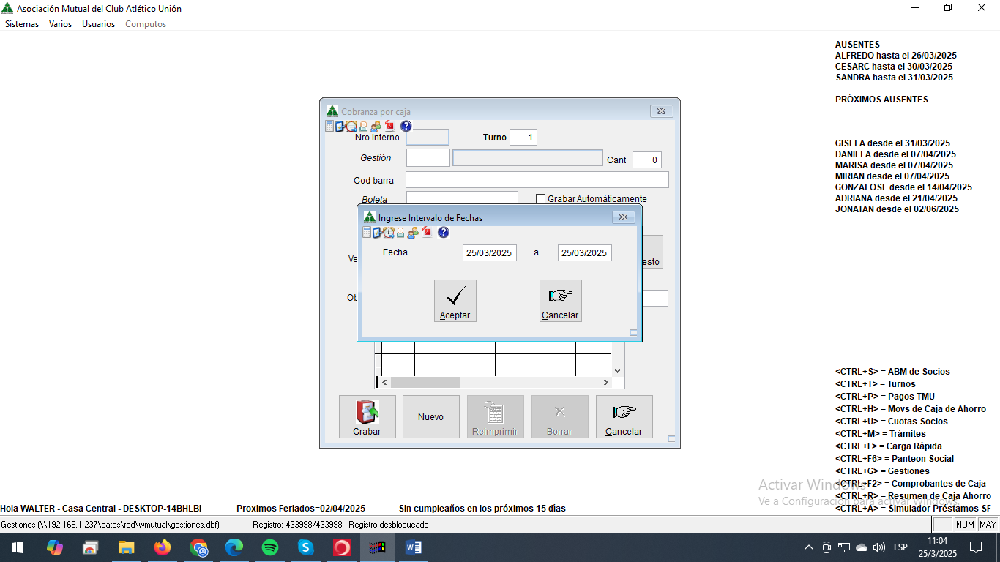 Asociación Mutual del Club Atlético Unión
Sistemas Varios Usuarios Computos
AUSENTES
ALFREDO hasta el 26/03/2025
CESARC hasta el 30/03/2025
SANDRA hasta el 31/03/2025
PRÓXIMOS AUSENTES
GISELA desde el 31/03/2025
DANIELA desde el 07/04/2025
MARISA desde el 07/04/2025
MIRIAN desde el 07/04/2025
GONZALOSE desde el 14/04/2025
ADRIANA desde el 21/04/2025
JONATAN desde el 02/06/2025
Cobranza por caja
Nro Interno Turno 1
Gestión Cant 0
Cod barra
Boleta Grabar Automáticamente
Ve
esto
Ob
Ingrese Intervalo de Fechas
Fecha 25/03/2025 a 25/03/2025
Aceptar Cancelar
Grabar Nuevo Reimprimir Borrar Cancelar
<CTRL+S> = ABM de Socios
<CTRL+T> = Turnos
<CTRL+P> = Pagos TMU
<CTRL+H> = Movs de Caja de Ahorro
<CTRL+U> = Cuotas Socios
<CTRL+M> = Trámites
<CTRL+F> = Carga Rápida
<CTRL+F6> = Panteon Social
<CTRL+G> = Gestiones
<CTRL+F2> = Comprobantes de Caja
<CTRL+R> = Resumen de Caja Ahorro
<CTRL+A> = Simulador Préstamos SF
Activar Windows
Ve a Configuración para activar Windows.
Hola WALTER - Casa Central - DESKTOP-14BHLBI Proximos Feriados=02/04/2025 Sin cumpleaños en los próximos 15 dias
Gestiones (\\192.168.1.237\datos\red\wmutual\gestiones.dbf) Registro: 433998/433998 Registro desbloqueado NUM MAY
ESP
11:04
25/3/2025